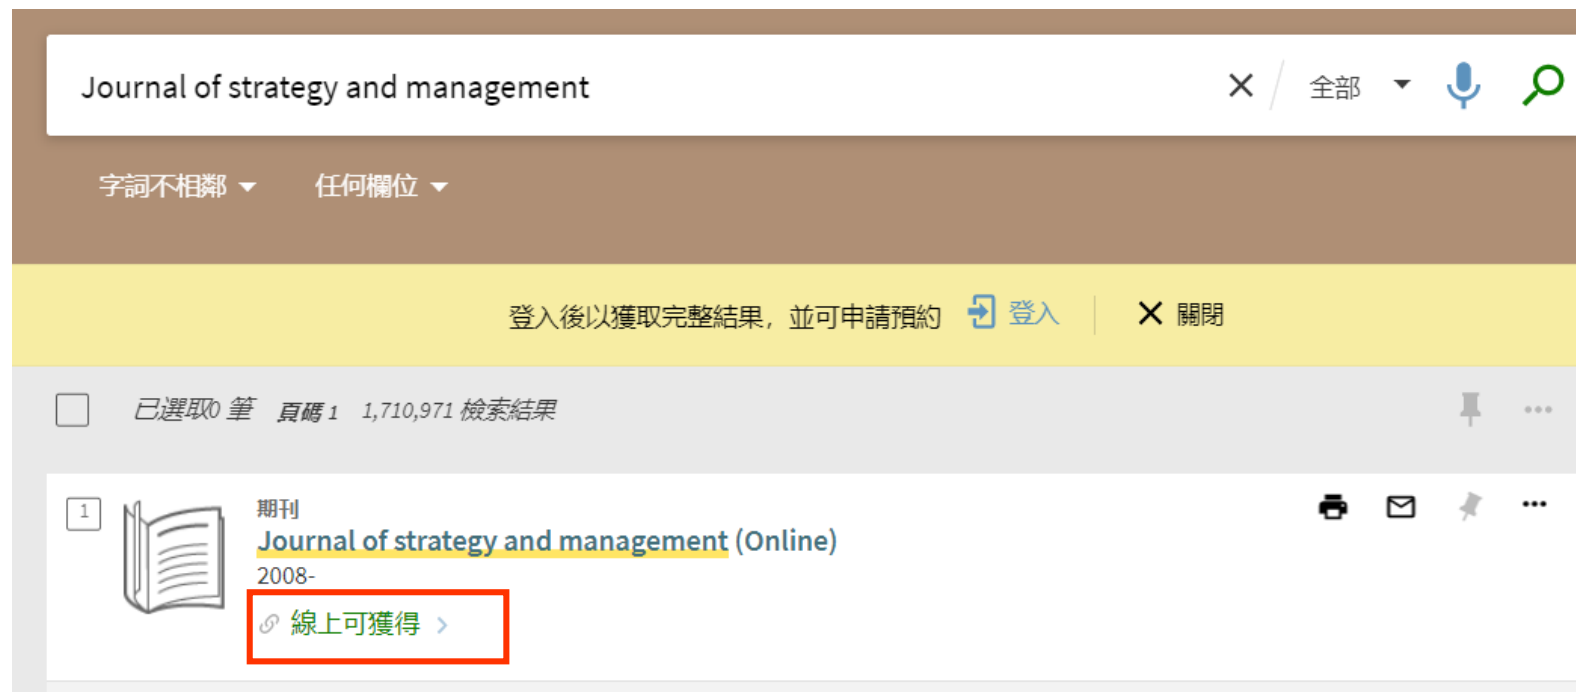 Journal of strategy and management 全部
字詞不相鄰 任何欄位
登入後以獲取完整結果，並可申請預約 登入 關閉
已選取0 筆 頁碼 1 1,710,971 檢索結果
1
期刊
Journal of strategy and management (Online)
2008-
線上可獲得